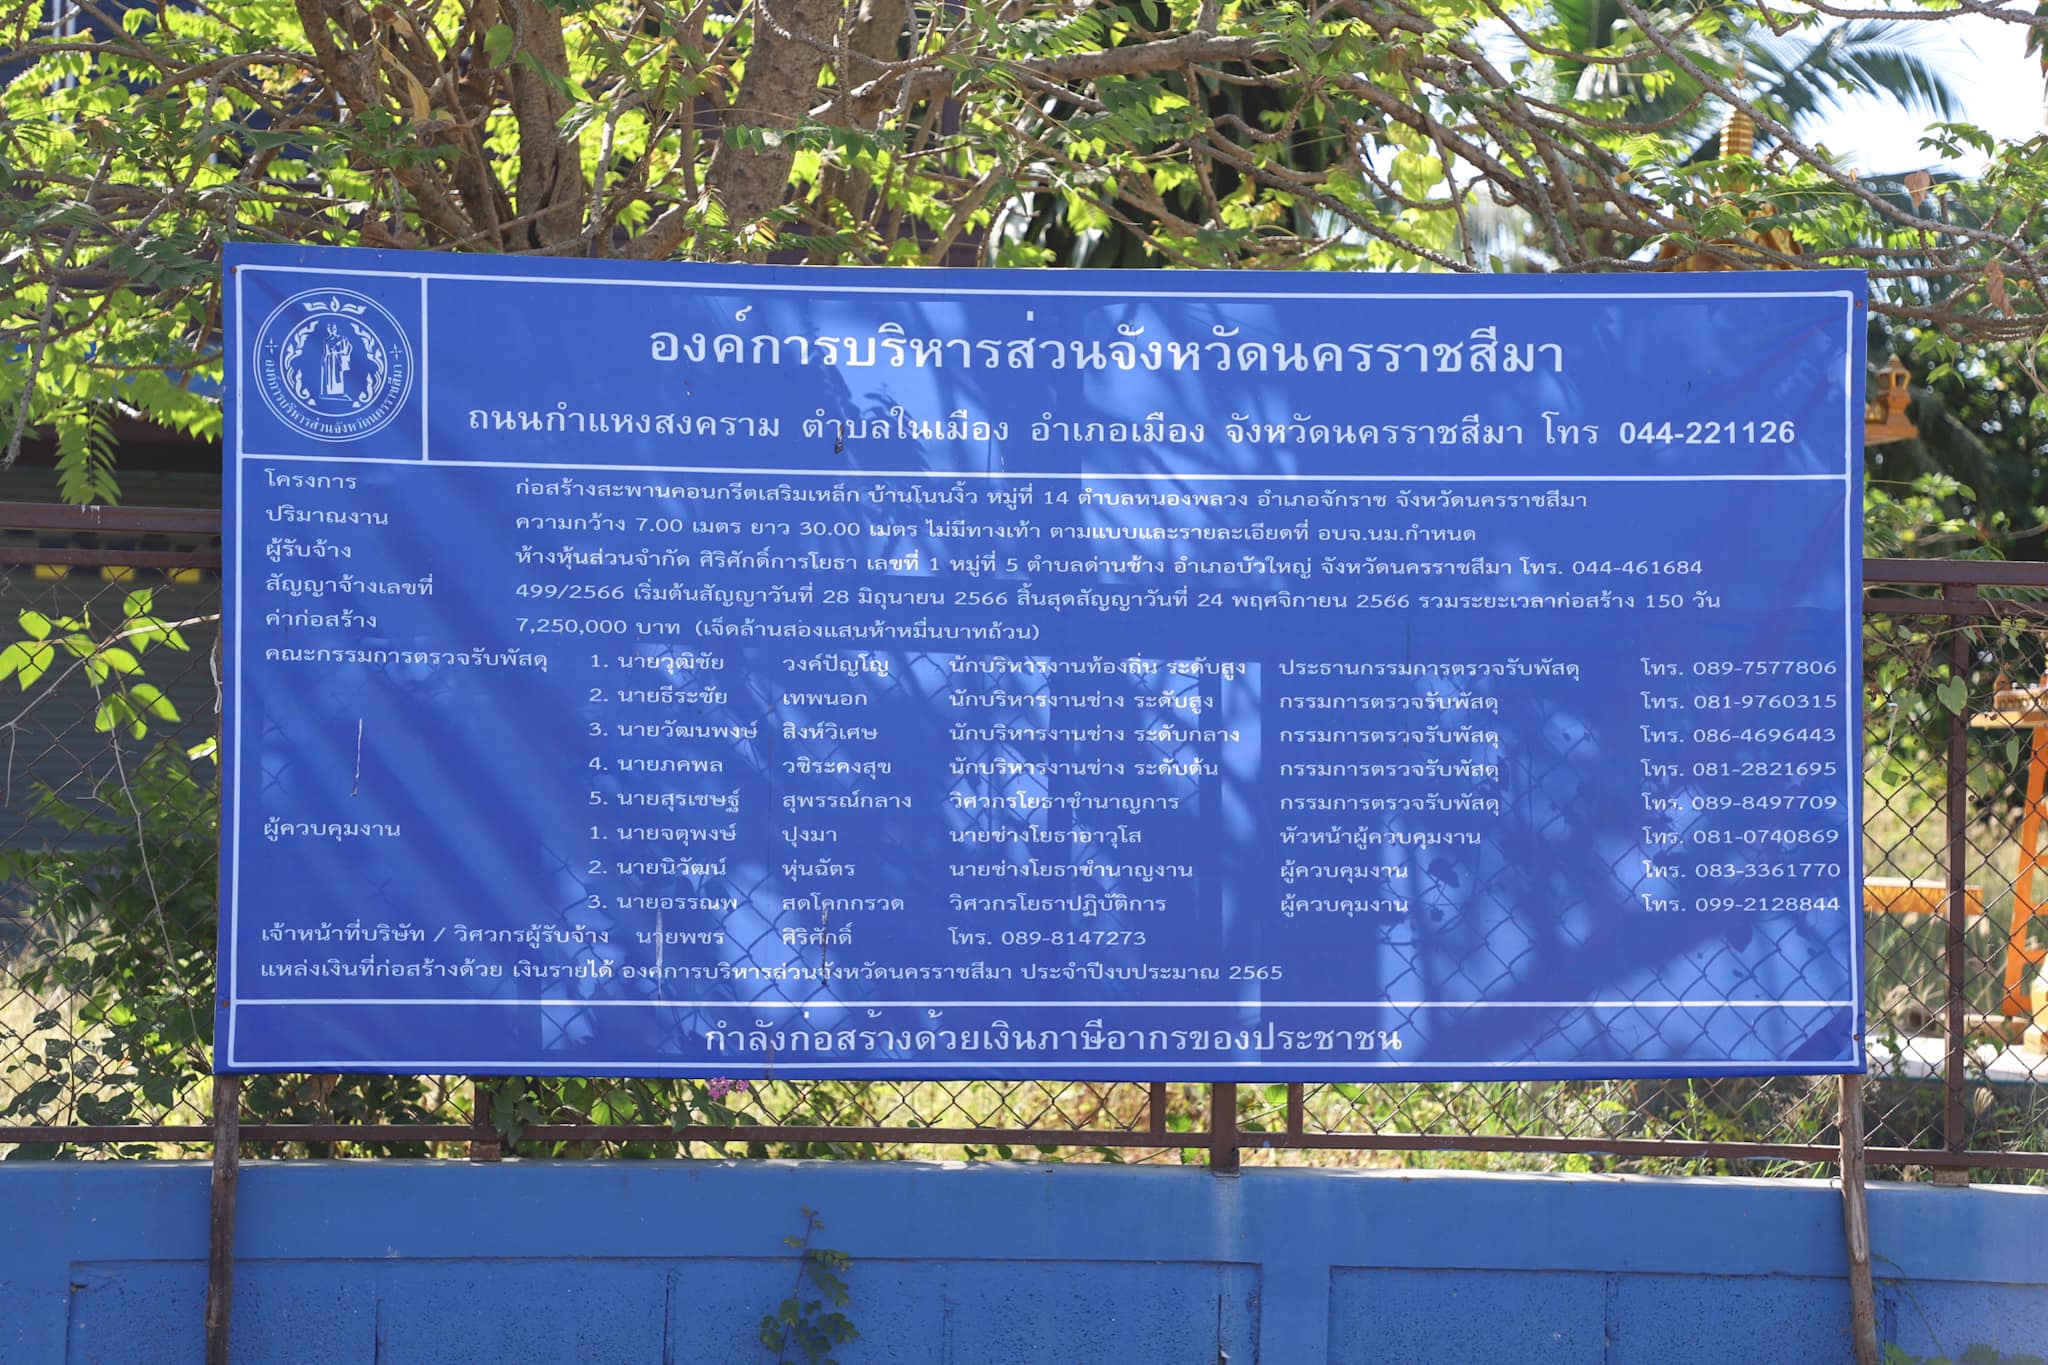 องค์การบริหารส่วนจังหวัดนครราชสีมา
ถนนกำแหงสงคราม ตำบลในเมือง อำเภอเมือง จังหวัดนครราชสีมา โทร 044-221126
องค์การบริหารส่วนจังหวัดนครราชสีมา
โครงการ ก่อสร้างสะพานคอนกรีตเสริมเหล็ก บ้านโนนงิ้ว หมู่ที่ 14 ตำบลหนองพลวง อำเภอจักราช จังหวัดนครราชสีมา
ปริมาณงาน ความกว้าง 7.00 เมตร ยาว 30.00 เมตร ไม่มีทางเท้า ตามแบบและรายละเอียดที่ อบจ.นม.กำหนด
ผู้รับจ้าง ห้างหุ้นส่วนจำกัด ศิริศักดิ์การโยธา เลขที่ 1 หมู่ที่ 5 ตำบลด่านช้าง อำเภอบัวใหญ่ จังหวัดนครราชสีมา โทร. 044-461684
สัญญาจ้างเลขที่ 499/2566 เริ่มต้นสัญญาวันที่ 28 มิถุนายน 2566 สิ้นสุดสัญญาวันที่ 24 พฤศจิกายน 2566 รวมระยะเวลาก่อสร้าง 150 วัน
ค่าก่อสร้าง 7,250,000 บาท (เจ็ดล้านสองแสนห้าหมื่นบาทถ้วน)
คณะกรรมการตรวจรับพัสดุ 1. นายวุฒิชัย วงค์ปัญโญ นักบริหารงานท้องถิ่น ระดับสูง ประธานกรรมการตรวจรับพัสดุ โทร. 089-7577806
2. นายธีระชัย เทพนอก นักบริหารงานช่าง ระดับสูง กรรมการตรวจรับพัสดุ โทร. 081-9760315
3. นายวัฒนพงษ์ สิงห์วิเศษ นักบริหารงานช่าง ระดับกลาง กรรมการตรวจรับพัสดุ โทร. 086-4696443
4. นายภคพล วชิระคงสุข นักบริหารงานช่าง ระดับต้น กรรมการตรวจรับพัสดุ โทร. 081-2821695
5. นายสุรเชษฐ์ สุพรรณ์กลาง วิศวกรโยธาชำนาญการ กรรมการตรวจรับพัสดุ โทร. 089-8497709
ผู้ควบคุมงาน 1. นายจตุพงษ์ ปุงมา นายช่างโยธาอาวุโส หัวหน้าผู้ควบคุมงาน โทร. 081-0740869
2. นายนิวัฒน์ หุ่นฉัตร นายช่างโยธาชำนาญงาน ผู้ควบคุมงาน โทร. 083-3361770
3. นายอรรณพ สดโคกกรวด วิศวกรโยธาปฏิบัติการ ผู้ควบคุมงาน โทร. 099-2128844
เจ้าหน้าที่บริษัท / วิศวกรผู้รับจ้าง นายพชร ศิริศักดิ์ โทร. 089-8147273
แหล่งเงินที่ก่อสร้างด้วย เงินรายได้ องค์การบริหารส่วนจังหวัดนครราชสีมา ประจำปีงบประมาณ 2565
กำลังก่อสร้างด้วยเงินภาษีอากรของประชาชน